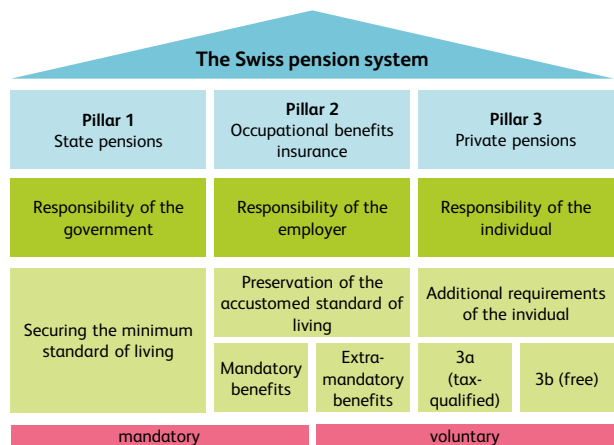 The Swiss pension system
Pillar 1
State pensions
Pillar 2
Occupational benefits
insurance
Pillar 3
Private pensions
Responsibility of the
government
Responsibility of the
employer
Responsibility of the
individual
Securing the minimum
standard of living
Preservation of the
accustomed standard of
living
Additional requirements
of the invidual
Mandatory
benefits
Extra-
mandatory
benefits
3a
(tax-
qualified)
3b (free)
mandatory
voluntary